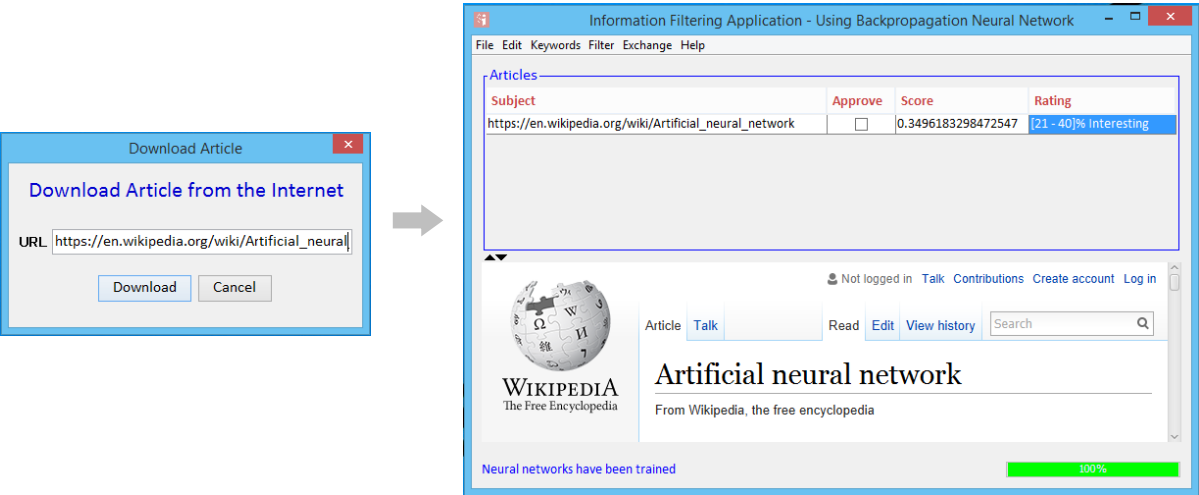 Download Article
Download Article from the Internet
URL https://en.wikipedia.org/wiki/Artificial_neural
Download Cancel
Information Filtering Application - Using Backpropagation Neural Network
File Edit Keywords Filter Exchange Help
Articles
Subject Approve Score Rating
https://en.wikipedia.org/wiki/Artificial_neural_network 0.3496183298472547 [21 - 40]% Interesting
Not logged in Talk Contributions Create account Log in
Article Talk Read Edit View history Search
Ω W И
WIKIPEDIA
The Free Encyclopedia
Artificial neural network
From Wikipedia, the free encyclopedia
Neural networks have been trained
100%